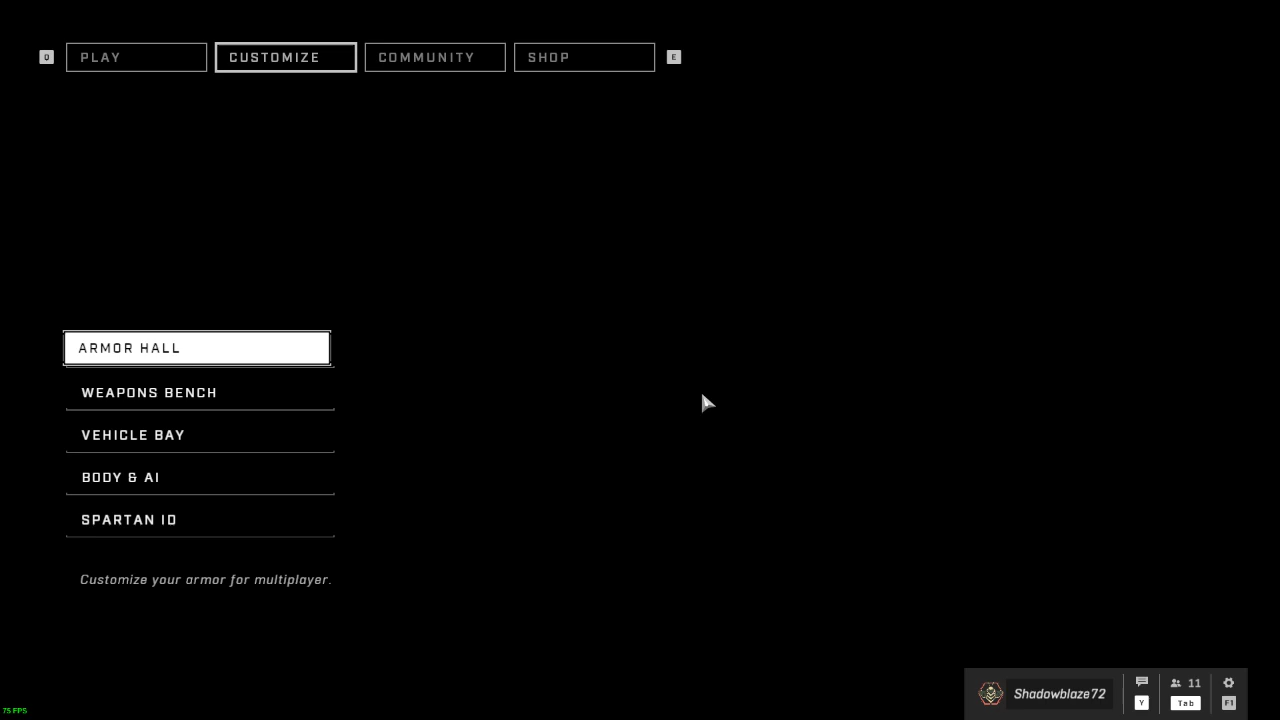 Q PLAY CUSTOMIZE COMMUNITY SHOP E
ARMOR HALL
WEAPONS BENCH
VEHICLE BAY
BODY & AI
SPARTAN ID
Customize your armor for multiplayer.
11
Shadowblaze72
Y Tab F1
75 FPS